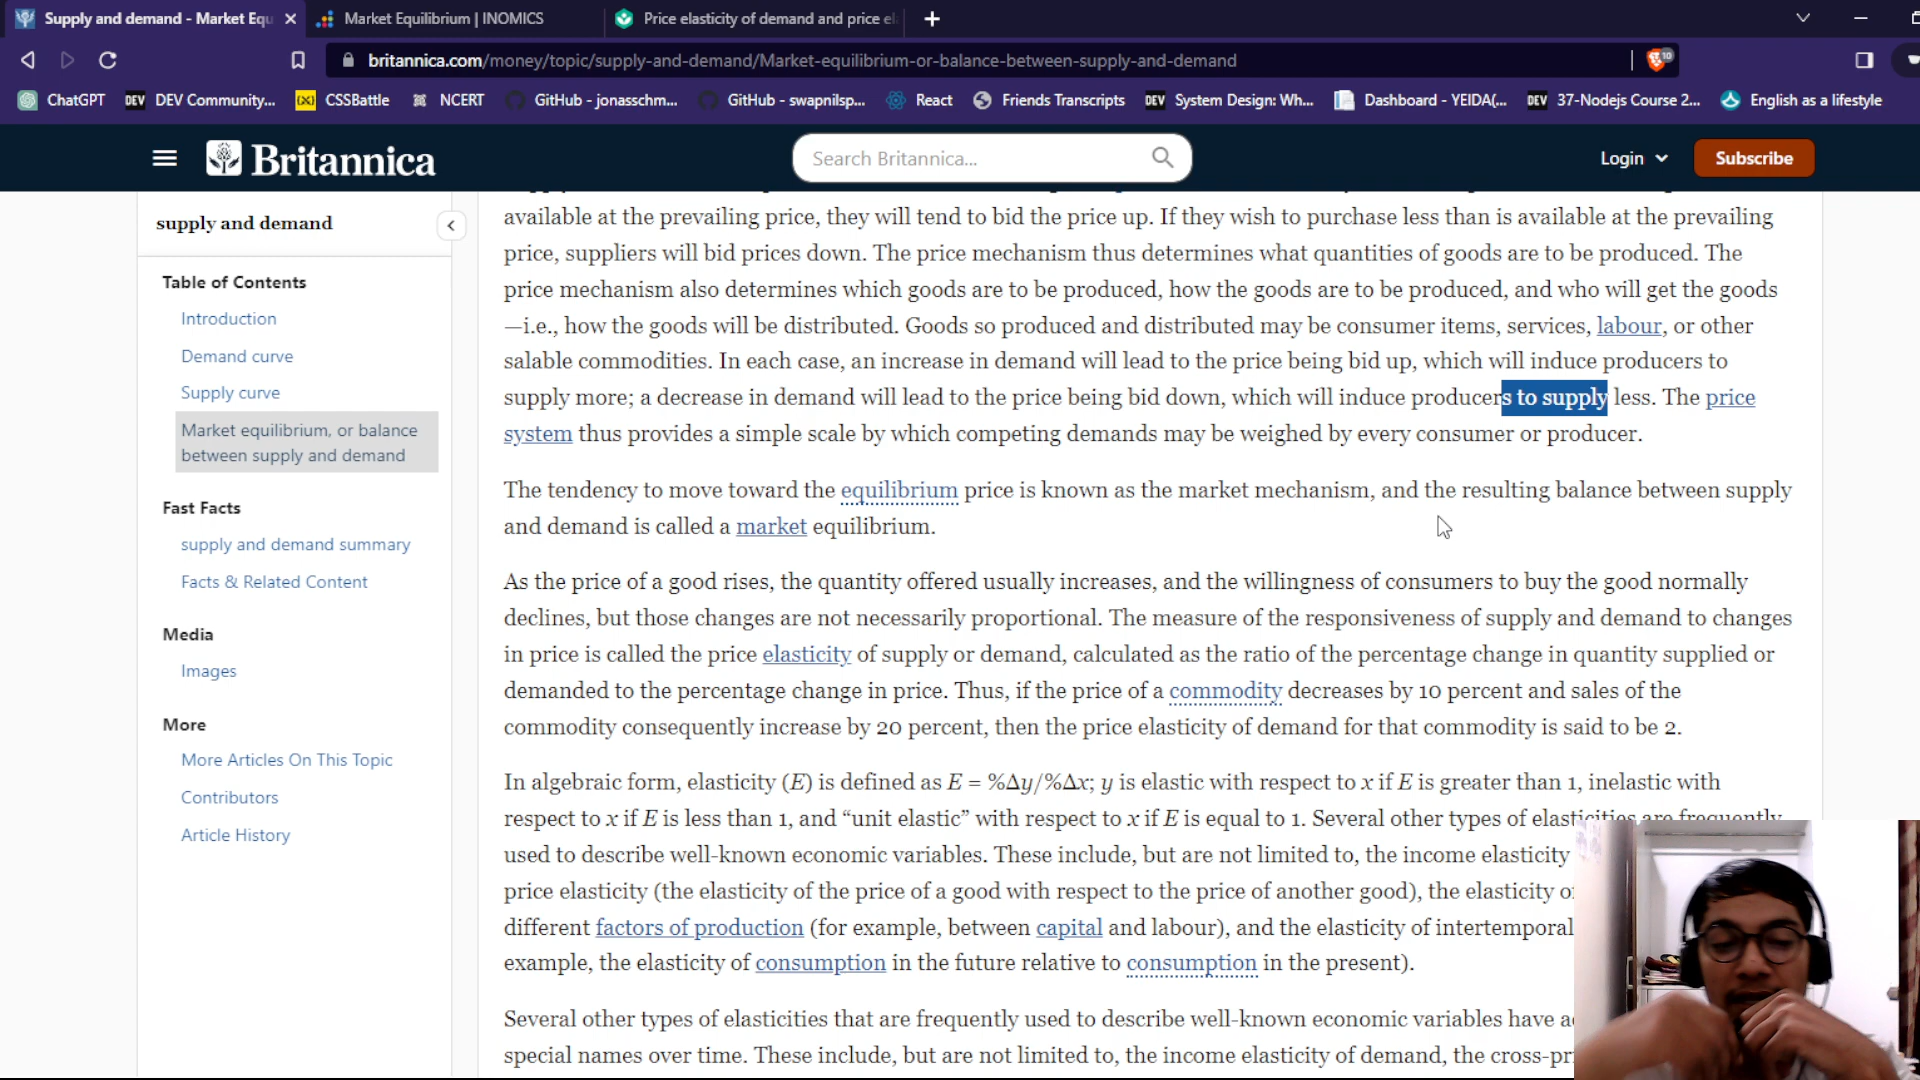 Supply and demand - Market Equ
Market Equilibrium | INOMICS
Price elasticity of demand and price el
britannica.com/money/topic/supply-and-demand/Market-equilibrium-or-balance-between-supply-and-demand
10
ChatGPT
DEV DEV Community...
CSSBattle
NCERT
GitHub - jonasschm...
GitHub - swapnilsp...
React
Friends Transcripts
DEV System Design: Wh...
Dashboard - YEIDA(...
DEV 37-Nodejs Course 2...
English as a lifestyle
Britannica
Search Britannica...
Login
Subscribe
supply and demand
Table of Contents
Introduction
Demand curve
Supply curve
Market equilibrium, or balance
between supply and demand
Fast Facts
supply and demand summary
Facts & Related Content
Media
Images
More
More Articles On This Topic
Contributors
Article History
available at the prevailing price, they will tend to bid the price up. If they wish to purchase less than is available at the prevailing
price, suppliers will bid prices down. The price mechanism thus determines what quantities of goods are to be produced. The
price mechanism also determines which goods are to be produced, how the goods are to be produced, and who will get the goods
—i.e., how the goods will be distributed. Goods so produced and distributed may be consumer items, services, labour, or other
salable commodities. In each case, an increase in demand will lead to the price being bid up, which will induce producers to
supply more; a decrease in demand will lead to the price being bid down, which will induce producers to supply less. The price
system thus provides a simple scale by which competing demands may be weighed by every consumer or producer.
The tendency to move toward the equilibrium price is known as the market mechanism, and the resulting balance between supply
and demand is called a market equilibrium.
As the price of a good rises, the quantity offered usually increases, and the willingness of consumers to buy the good normally
declines, but those changes are not necessarily proportional. The measure of the responsiveness of supply and demand to changes
in price is called the price elasticity of supply or demand, calculated as the ratio of the percentage change in quantity supplied or
demanded to the percentage change in price. Thus, if the price of a commodity decreases by 10 percent and sales of the
commodity consequently increase by 20 percent, then the price elasticity of demand for that commodity is said to be 2.
In algebraic form, elasticity (E) is defined as E = %Δy/%Δx; y is elastic with respect to x if E is greater than 1, inelastic with
respect to x if E is less than 1, and “unit elastic” with respect to x if E is equal to 1. Several other types of elasticities are frequently
used to describe well-known economic variables. These include, but are not limited to, the income elasticity
price elasticity (the elasticity of the price of a good with respect to the price of another good), the elasticity
different factors of production (for example, between capital and labour), and the elasticity of intertemporal
example, the elasticity of consumption in the future relative to consumption in the present).
Several other types of elasticities that are frequently used to describe well-known economic variables have
special names over time. These include, but are not limited to, the income elasticity of demand, the cross-pr